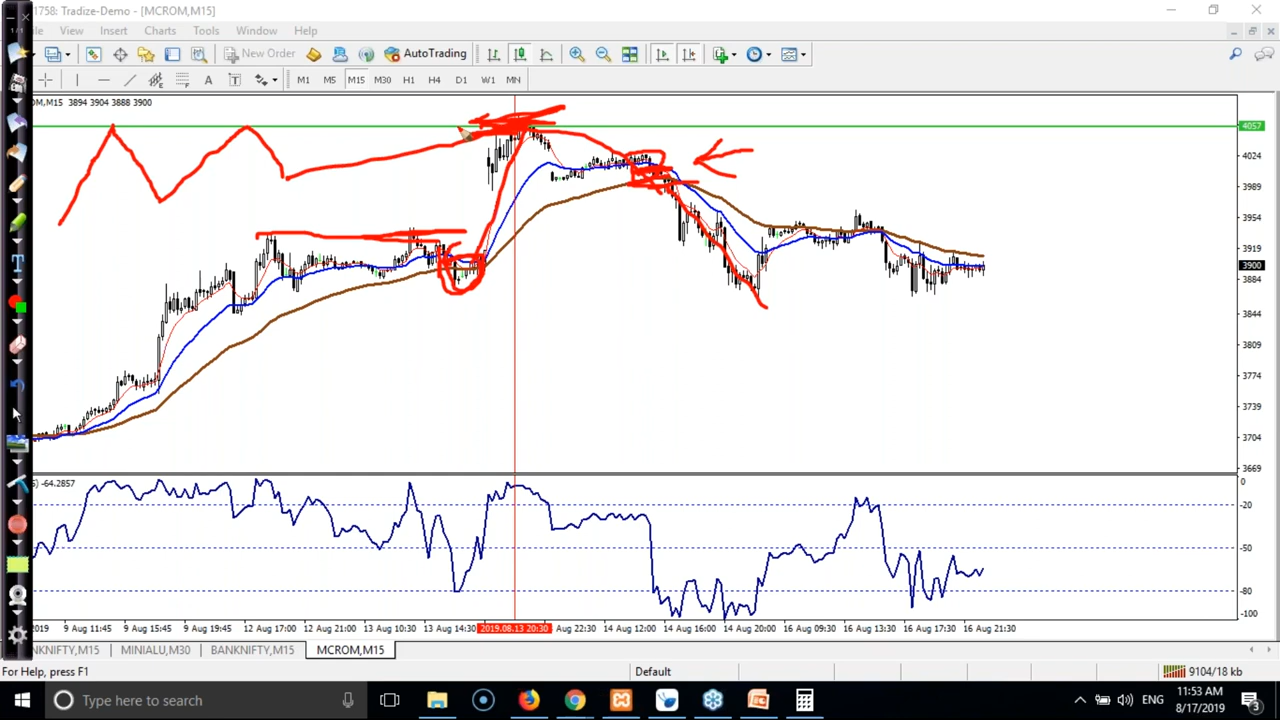 1758: Tradize-Demo - [MCROM,M15]
View Insert Charts Tools Window Help
New Order AutoTrading
M1 M5 M15 M30 H1 H4 D1 W1 MN
1/1
OM,M15 3894 3904 3888 3900
4057
4024
3989
3954
3919
3900
3884
3844
3809
3774
3739
3704
3669
-64.2857
0
-20
-50
-80
-100
2019 9 Aug 11:45 9 Aug 15:45 9 Aug 19:45 12 Aug 17:00 12 Aug 21:00 13 Aug 10:30 13 Aug 14:30 2019.08.13 20:30 Aug 22:30 14 Aug 12:00 14 Aug 16:00 14 Aug 20:00 16 Aug 09:30 16 Aug 13:30 16 Aug 17:30 16 Aug 21:30
NKNIFTY,M15 MINIALU,M30 BANKNIFTY,M15 MCROM,M15
For Help, press F1 Default 9104/18 kb
Type here to search
ENG
11:53 AM
8/17/2019
3